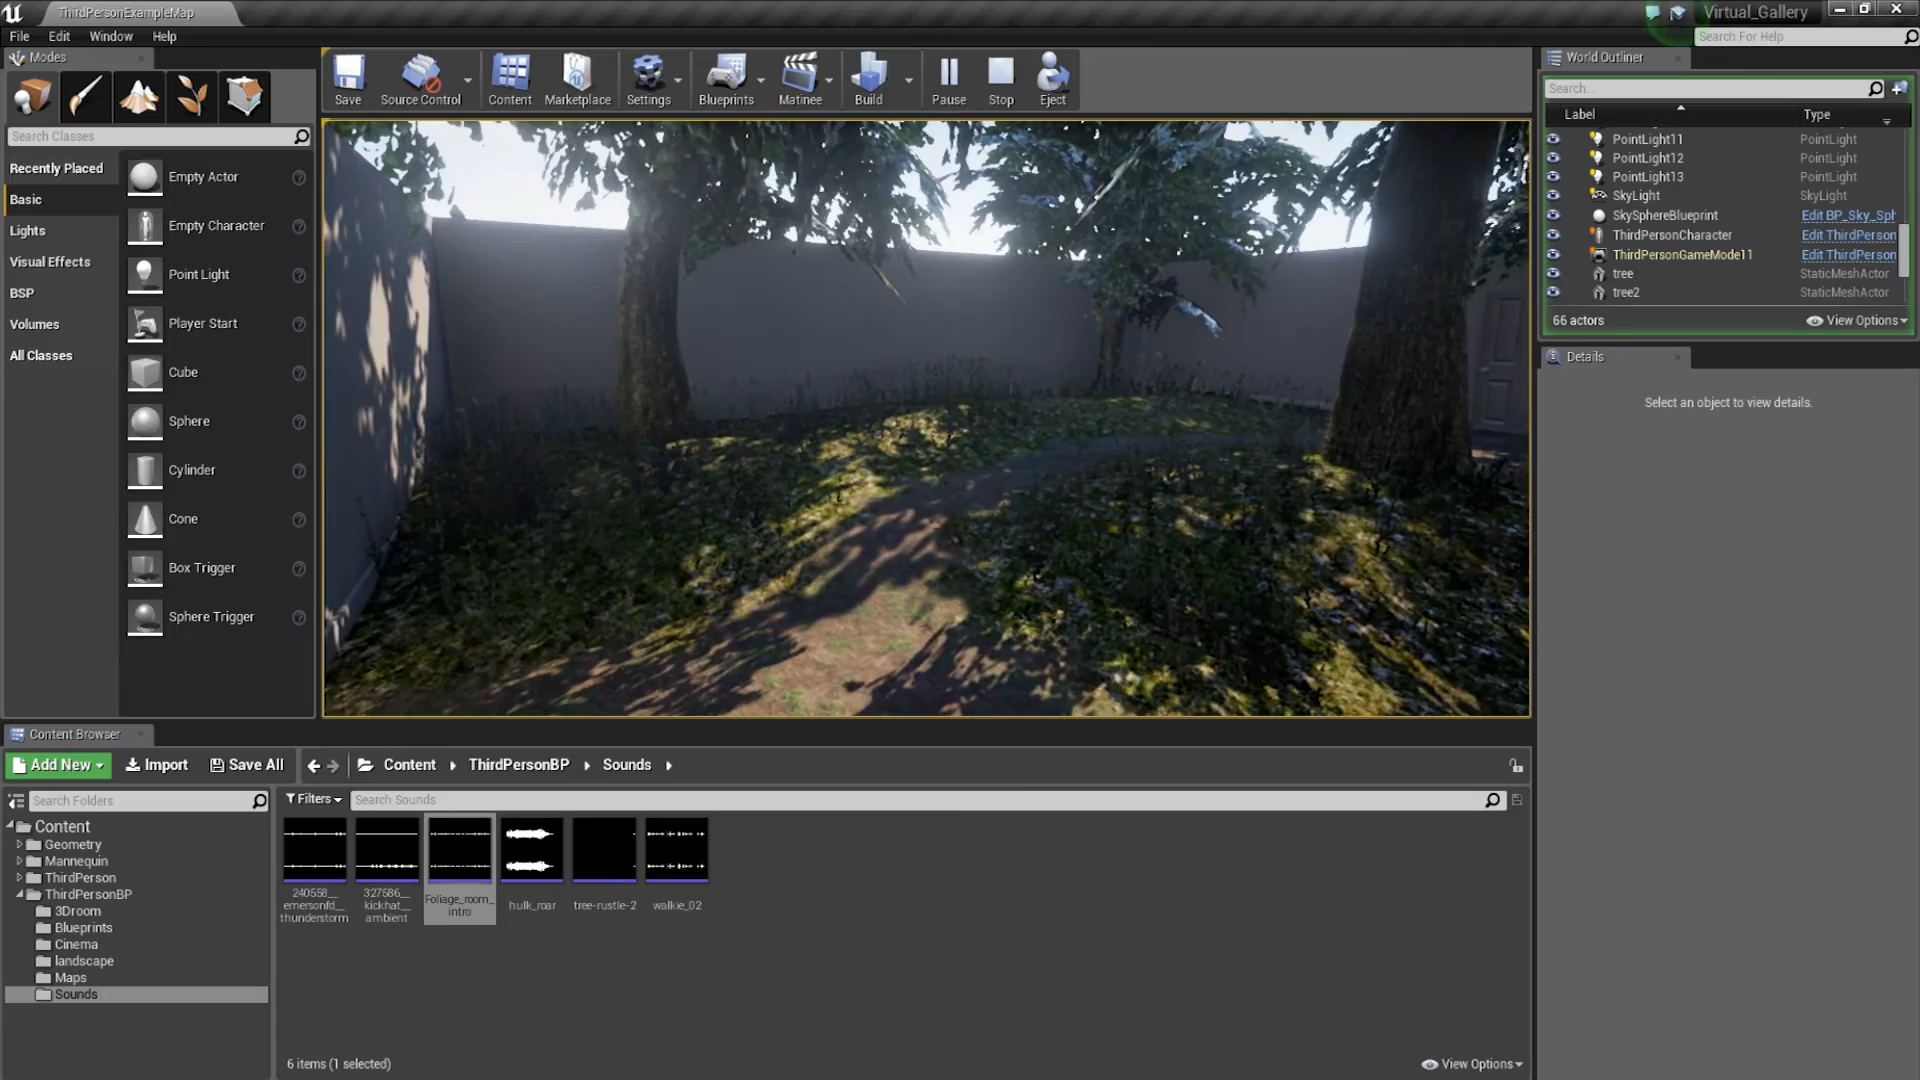 ThirdPersonExampleMap
Virtual_Gallery
File Edit Window Help
Search For Help
Modes
Save
Source Control
Content
Marketplace
Settings
Blueprints
Matinee
Build
Pause
Stop
Eject
World Outliner
Search...
Label Type
PointLight11 PointLight
PointLight12 PointLight
PointLight13 PointLight
SkyLight SkyLight
SkySphereBlueprint Edit BP_Sky_Sph
ThirdPersonCharacter Edit ThirdPerson
ThirdPersonGameMode11 Edit ThirdPerson
tree StaticMeshActor
tree2 StaticMeshActor
66 actors View Options
Details
Select an object to view details.
Search Classes
Recently Placed
Basic
Lights
Visual Effects
BSP
Volumes
All Classes
Empty Actor
Empty Character
Point Light
Player Start
Cube
Sphere
Cylinder
Cone
Box Trigger
Sphere Trigger
Content Browser
Add New Import Save All Content ThirdPersonBP Sounds
Search Folders
Filters Search Sounds
Content
Geometry
Mannequin
ThirdPerson
ThirdPersonBP
3Droom
Blueprints
Cinema
landscape
Maps
Sounds
240558__
emersonfd_
thunderstorm
327586__
kickhat__
ambient
Foliage_room_
intro
hulk_roar
tree-rustle-2
walkie_02
6 items (1 selected)
View Options